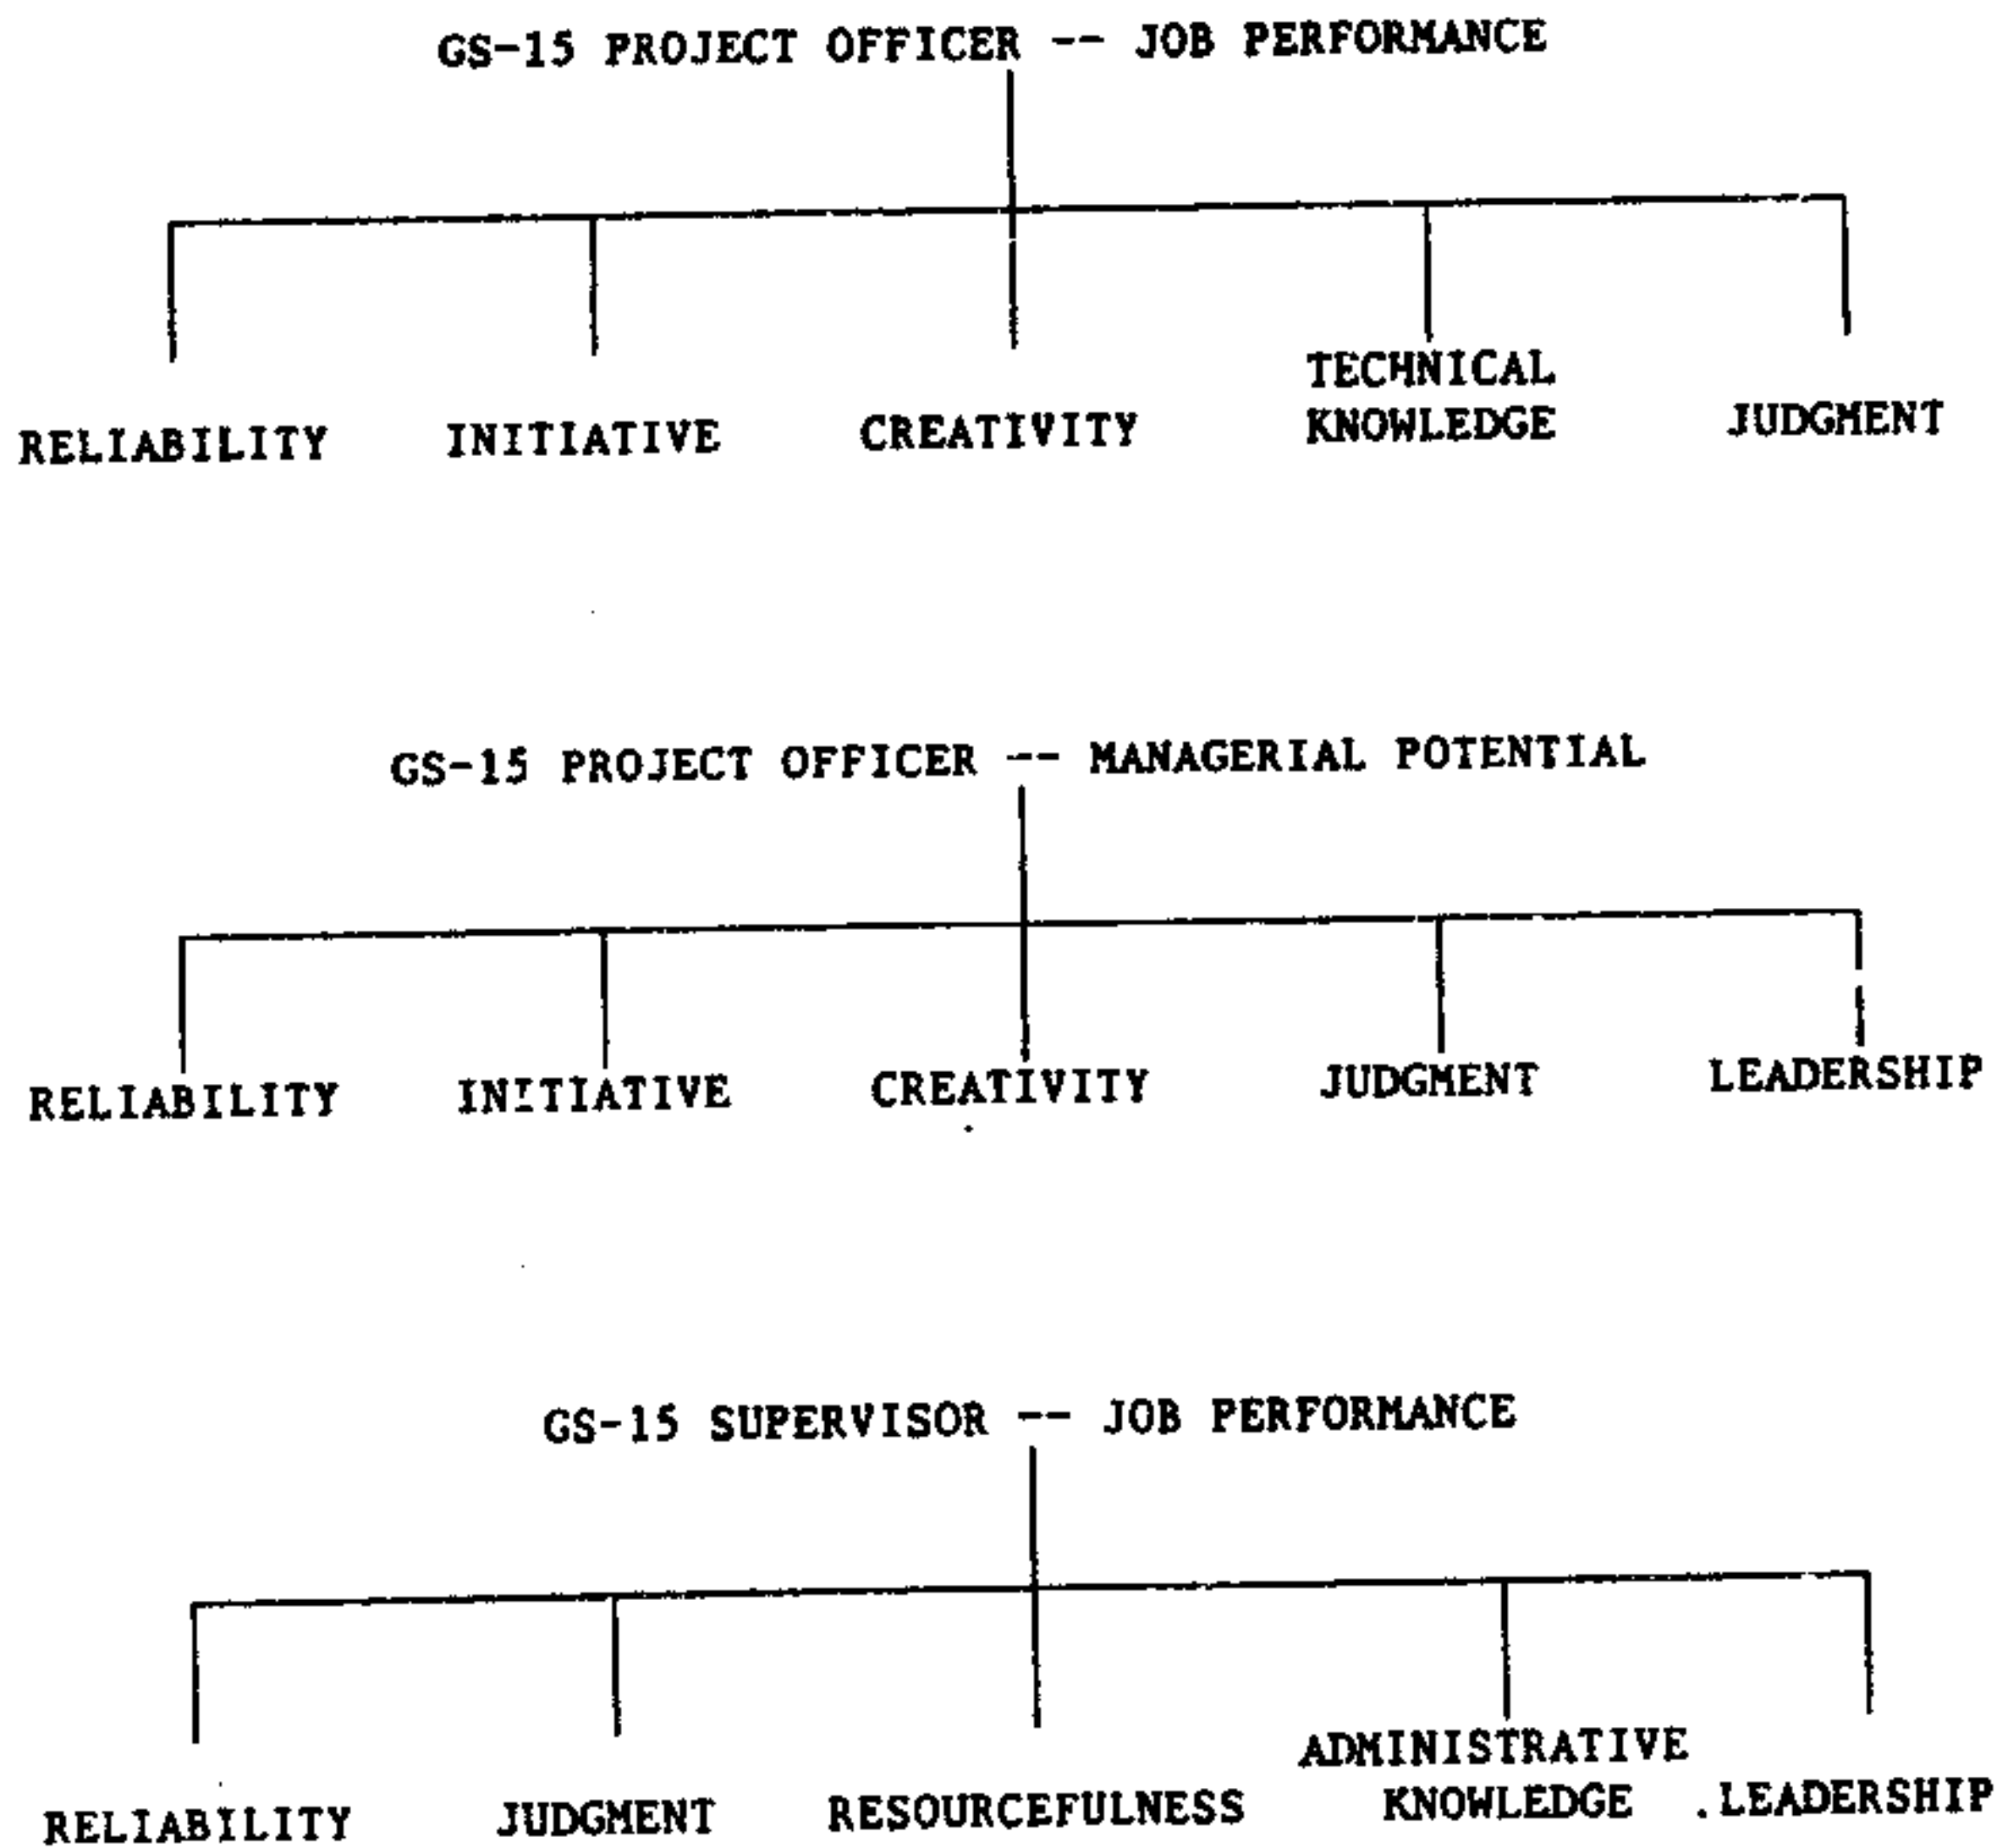 GS-15 PROJECT OFFICER -- JOB PERFORMANCE
RELIABILITY INITIATIVE CREATIVITY TECHNICAL KNOWLEDGE JUDGMENT
GS-15 PROJECT OFFICER -- MANAGERIAL POTENTIAL
RELIABILITY INITIATIVE CREATIVITY JUDGMENT LEADERSHIP
GS-15 SUPERVISOR -- JOB PERFORMANCE
RELIABILITY JUDGMENT RESOURCEFULNESS ADMINISTRATIVE KNOWLEDGE LEADERSHIP